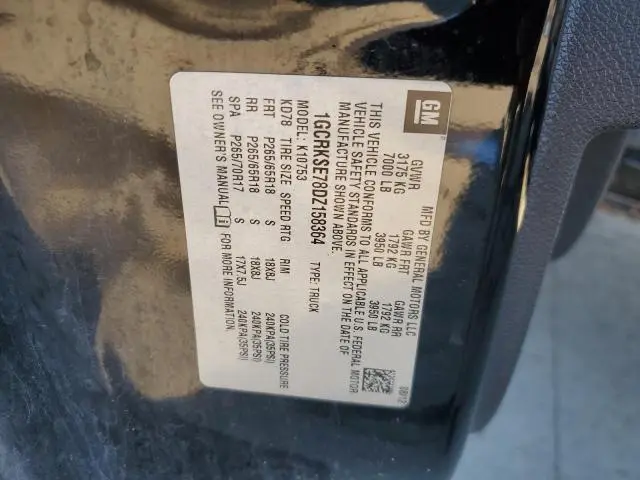 GM
MFD BY GENERAL MOTORS LLC
08/12
GVWR GAWR FRT GAWR RR
3175 KG 1792 KG 1792 KG
7000 LB 3950 LB 3950 LB
THIS VEHICLE CONFORMS TO ALL APPLICABLE U.S. FEDERAL MOTOR
VEHICLE SAFETY STANDARDS IN EFFECT ON THE DATE OF
MANUFACTURE SHOWN ABOVE.
1GCRKSE78DZ158364 TYPE: TRUCK
MODEL: K10753
KD78 TIRE SIZE SPEED RTG RIM COLD TIRE PRESSURE
FRT P265/65R18 S 18X8J 240KPA(35PSI)
RR P265/65R18 S 18X8J 240KPA(35PSI)
SPA P265/70R17 S 17X7.5J 240KPA(35PSI)
SEE OWNER'S MANUAL FOR MORE INFORMATION.